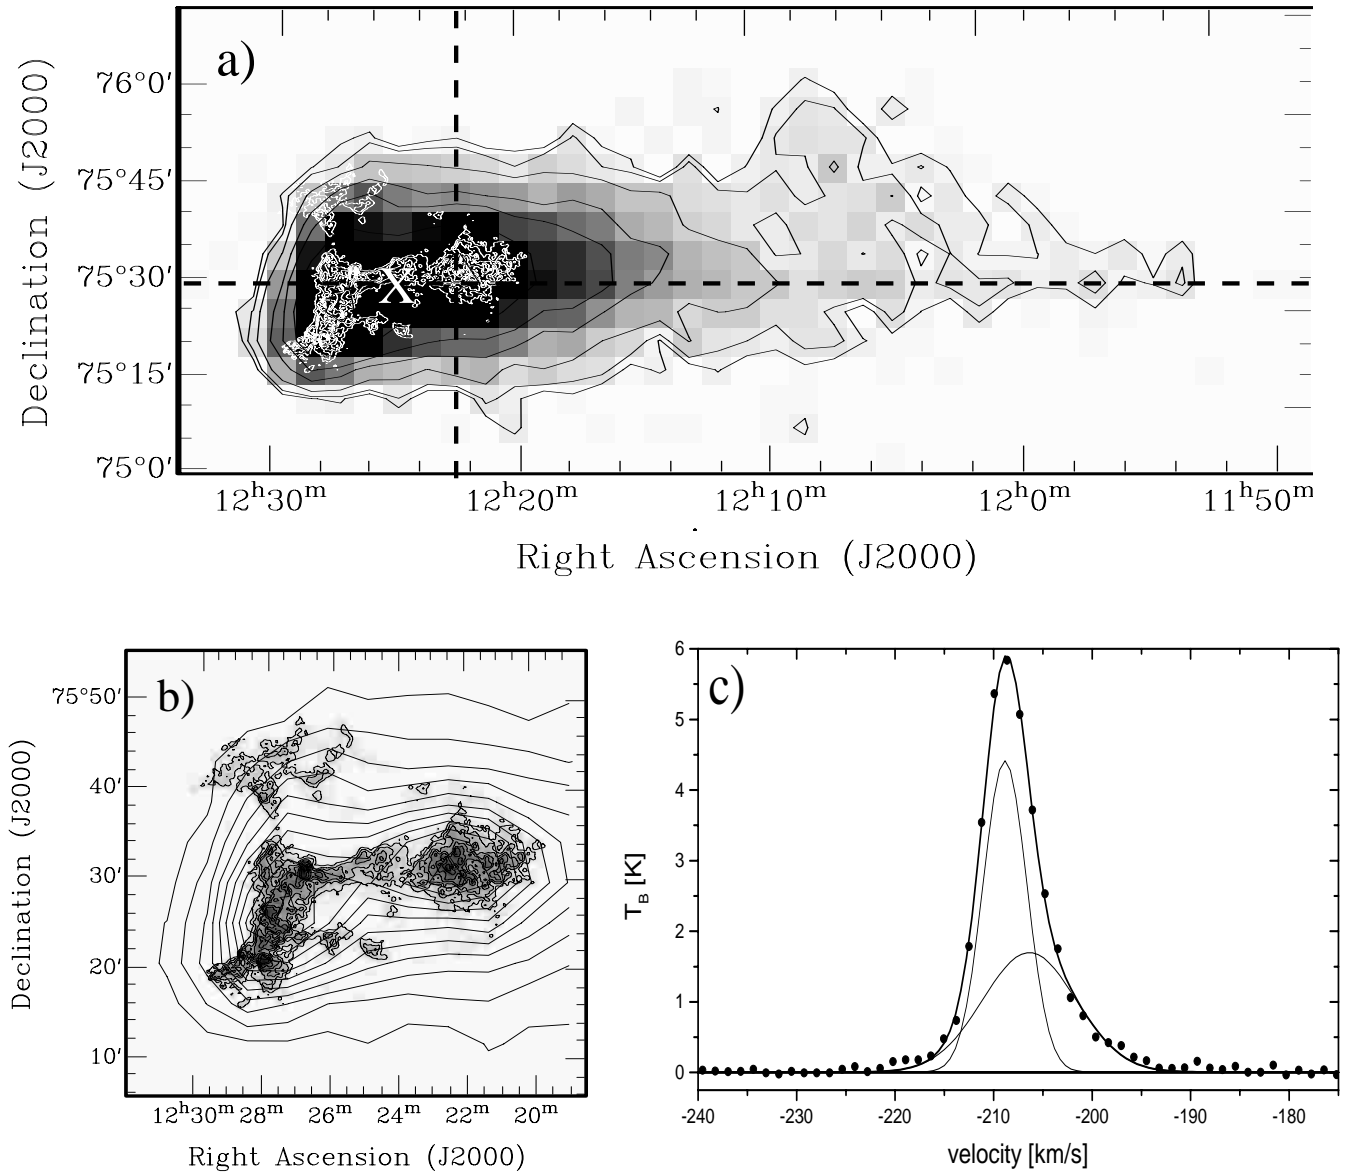 a)
Declination (J2000)
76°0'
75°45'
75°30'
75°15'
75°0'
X
12h30m 12h20m 12h10m 12h0m 11h50m
Right Ascension (J2000)
b)
Declination (J2000)
75°50'
40'
30'
20'
10'
12h30m 28m 26m 24m 22m 20m
Right Ascension (J2000)
c)
TB [K]
6
5
4
3
2
1
0
-240 -230 -220 -210 -200 -190 -180
velocity [km/s]